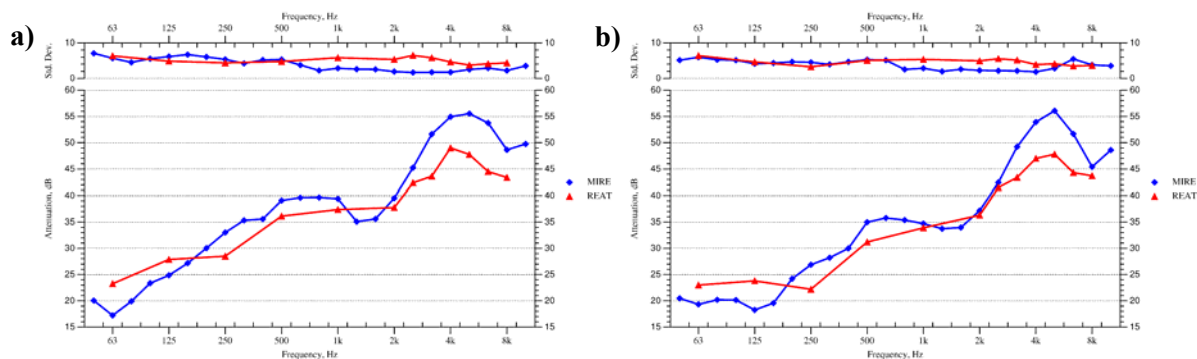 a)
Frequency, Hz
63 125 250 500 1k 2k 4k 8k
Std. Dev.
10 10
0 0
60 60
55 55
50 50
45 45
40 40
35 35
30 30
25 25
20 20
15 15
Attenuation, dB
63 125 250 500 1k 2k 4k 8k
Frequency, Hz
MIRE
REAT
b)
Frequency, Hz
63 125 250 500 1k 2k 4k 8k
Std. Dev.
10 10
0 0
60 60
55 55
50 50
45 45
40 40
35 35
30 30
25 25
20 20
15 15
Attenuation, dB
63 125 250 500 1k 2k 4k 8k
Frequency, Hz
MIRE
REAT